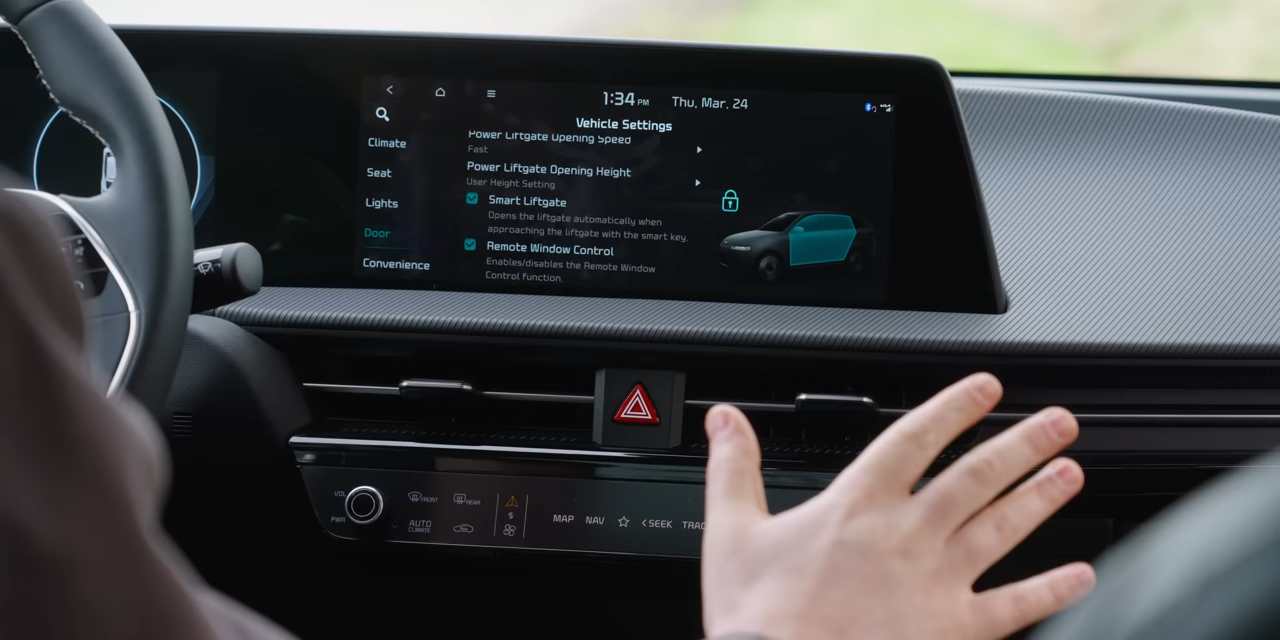 1:34 PM Thu, Mar. 24
Vehicle Settings
Climate
Seat
Lights
Door
Convenience
Power Liftgate Opening Speed
Fast
Power Liftgate Opening Height
User Height Setting
Smart Liftgate
Opens the liftgate automatically when
approaching the liftgate with the smart key.
Remote Window Control
Enables/disables the Remote Window
Control function.
VOL
PWR
FRONT
REAR
AUTO
CLIMATE
MAP NAV SEEK